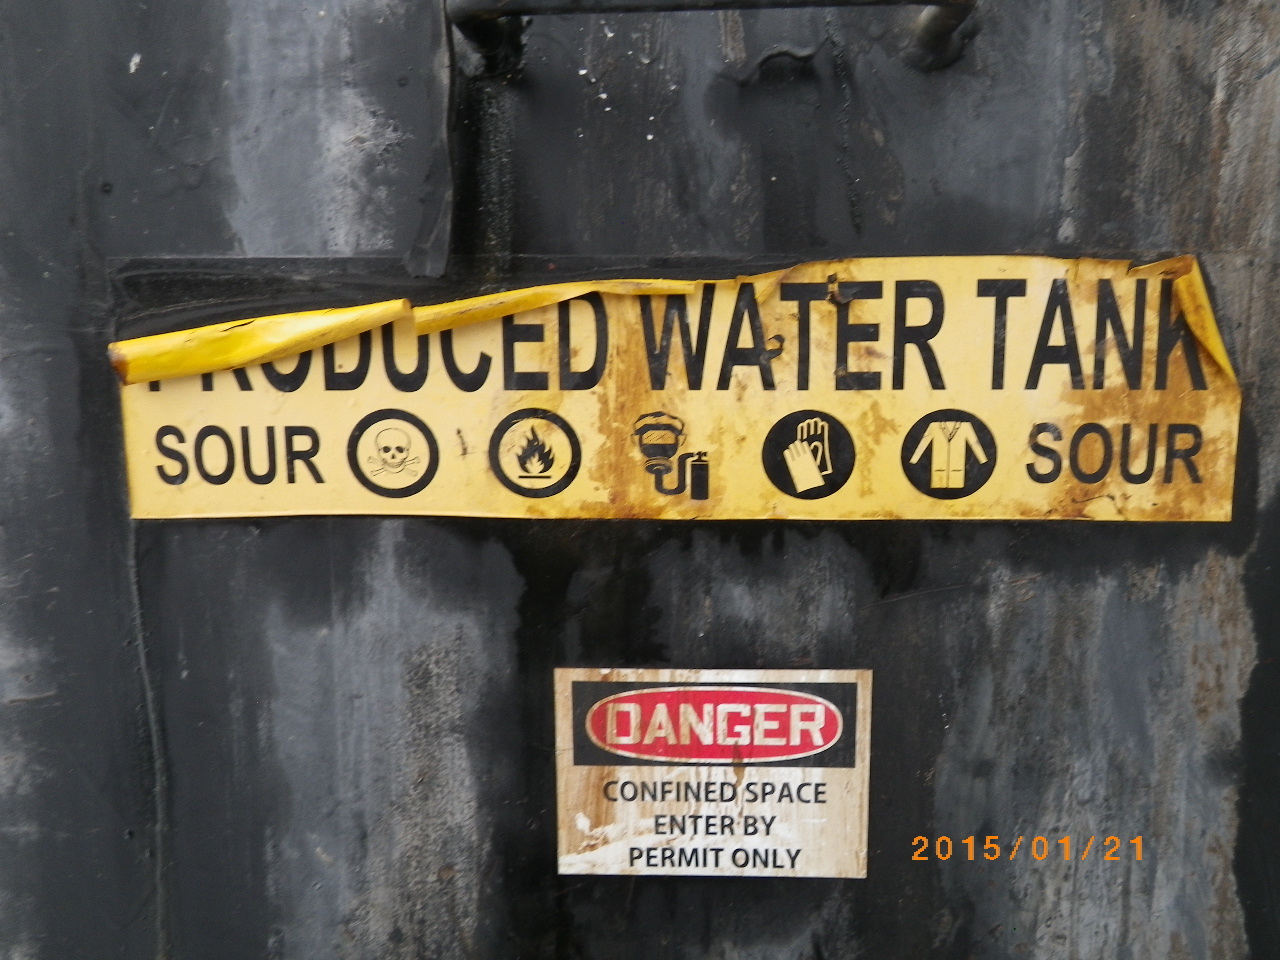 PRODUCED WATER TANK
SOUR SOUR
DANGER
CONFINED SPACE
ENTER BY
PERMIT ONLY
2015/01/21